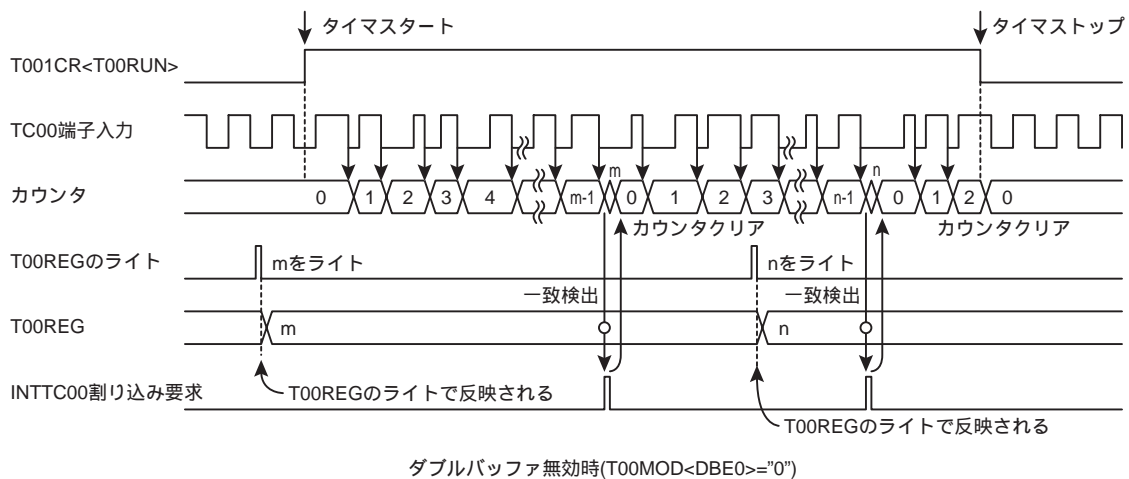 タイマスタート
タイマストップ
T001CR<T00RUN>
TC00端子入力
カウンタ
0 1 2 3 4 m-1 m 0 1 2 3 n-1 n 0 1 2 0
カウンタクリア
カウンタクリア
T00REGのライト
mをライト
nをライト
一致検出
一致検出
T00REG
m
n
INTTC00割り込み要求
T00REGのライトで反映される
T00REGのライトで反映される
ダブルバッファ無効時(T00MOD<DBE0>="0")